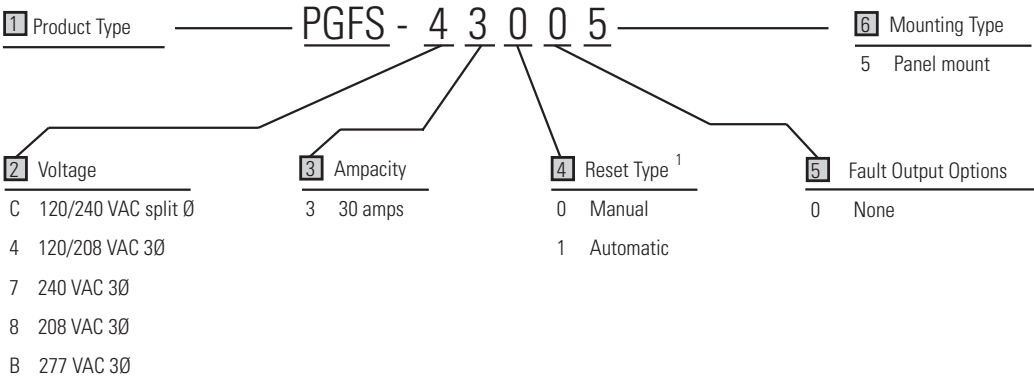 1 Product Type PGFS - 4 3 0 0 5 6 Mounting Type
5 Panel mount
2 Voltage 3 Ampacity 4 Reset Type 1 5 Fault Output Options
C 120/240 VAC split Ø 3 30 amps 0 Manual 0 None
4 120/208 VAC 3Ø 1 Automatic
7 240 VAC 3Ø
8 208 VAC 3Ø
B 277 VAC 3Ø